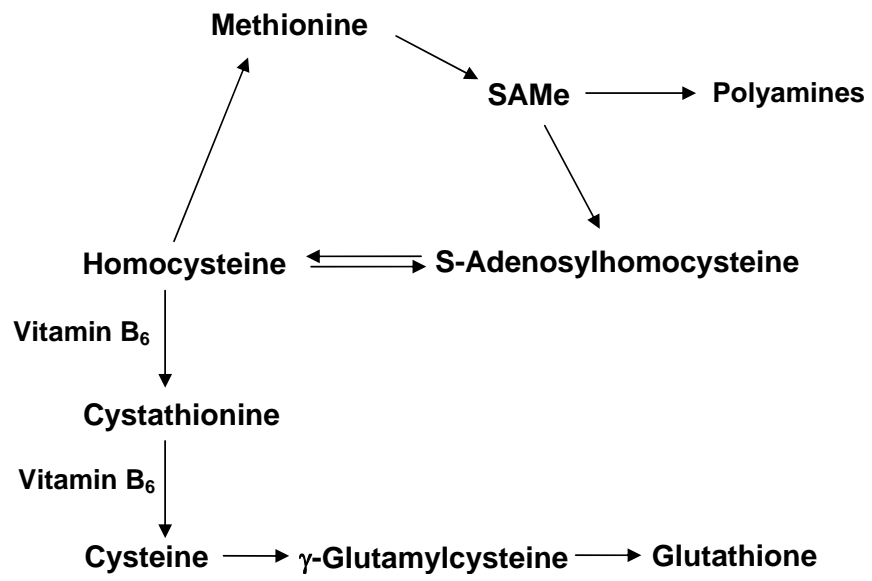 Methionine
SAMe
Polyamines
Homocysteine
S-Adenosylhomocysteine
Vitamin B₆
Cystathionine
Vitamin B₆
Cysteine
γ-Glutamylcysteine
Glutathione